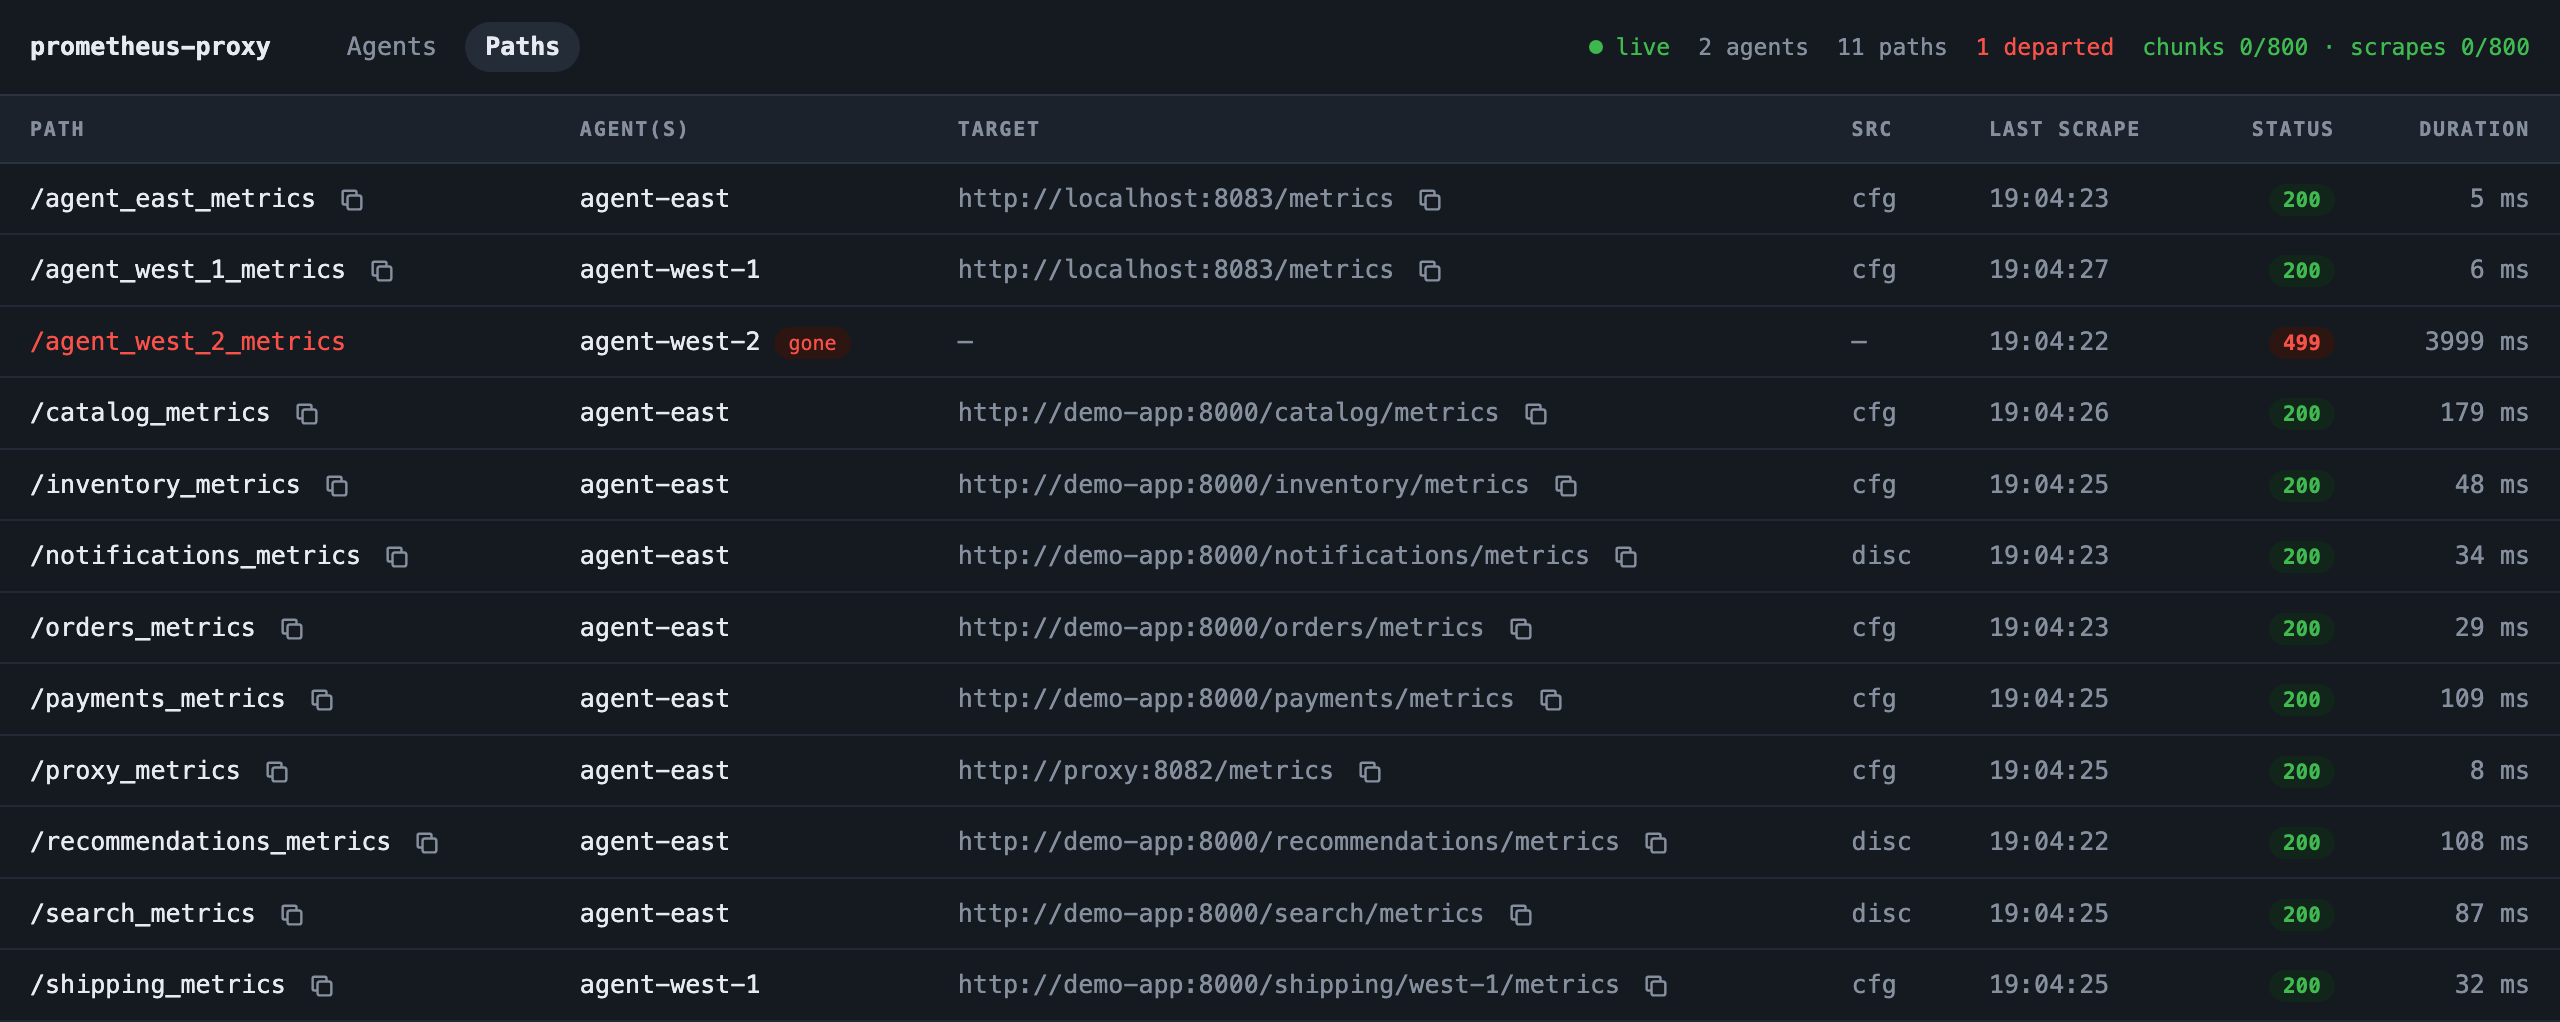 prometheus-proxy Agents Paths live 2 agents 11 paths 1 departed chunks 0/800 · scrapes 0/800
PATH AGENT(S) TARGET SRC LAST SCRAPE STATUS DURATION
/agent_east_metrics agent-east http://localhost:8083/metrics cfg 19:04:23 200 5 ms
/agent_west_1_metrics agent-west-1 http://localhost:8083/metrics cfg 19:04:27 200 6 ms
/agent_west_2_metrics agent-west-2 gone — — 19:04:22 499 3999 ms
/catalog_metrics agent-east http://demo-app:8000/catalog/metrics cfg 19:04:26 200 179 ms
/inventory_metrics agent-east http://demo-app:8000/inventory/metrics cfg 19:04:25 200 48 ms
/notifications_metrics agent-east http://demo-app:8000/notifications/metrics disc 19:04:23 200 34 ms
/orders_metrics agent-east http://demo-app:8000/orders/metrics cfg 19:04:23 200 29 ms
/payments_metrics agent-east http://demo-app:8000/payments/metrics cfg 19:04:25 200 109 ms
/proxy_metrics agent-east http://proxy:8082/metrics cfg 19:04:25 200 8 ms
/recommendations_metrics agent-east http://demo-app:8000/recommendations/metrics disc 19:04:22 200 108 ms
/search_metrics agent-east http://demo-app:8000/search/metrics disc 19:04:25 200 87 ms
/shipping_metrics agent-west-1 http://demo-app:8000/shipping/west-1/metrics cfg 19:04:25 200 32 ms